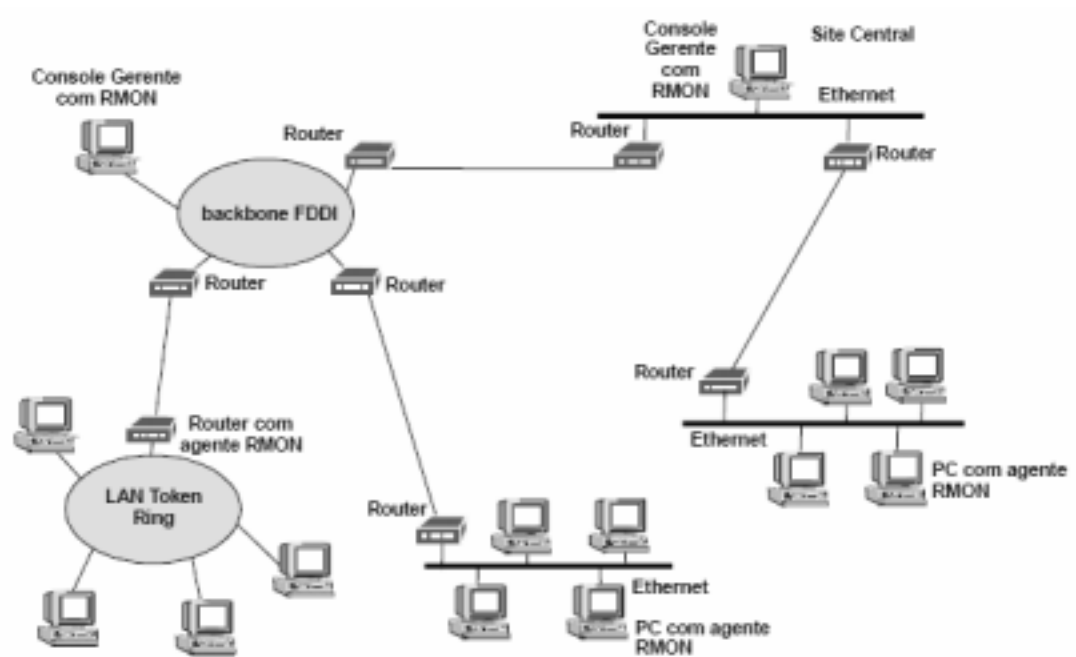 Console
Gerente
com
RMON
Site Central
Console Gerente
com RMON
Ethernet
Router
Router
Router
backbone FDDI
Router
Router
Router
Router com
agente RMON
Ethernet
PC com agente
RMON
LAN Token
Ring
Router
Ethernet
PC com agente
RMON